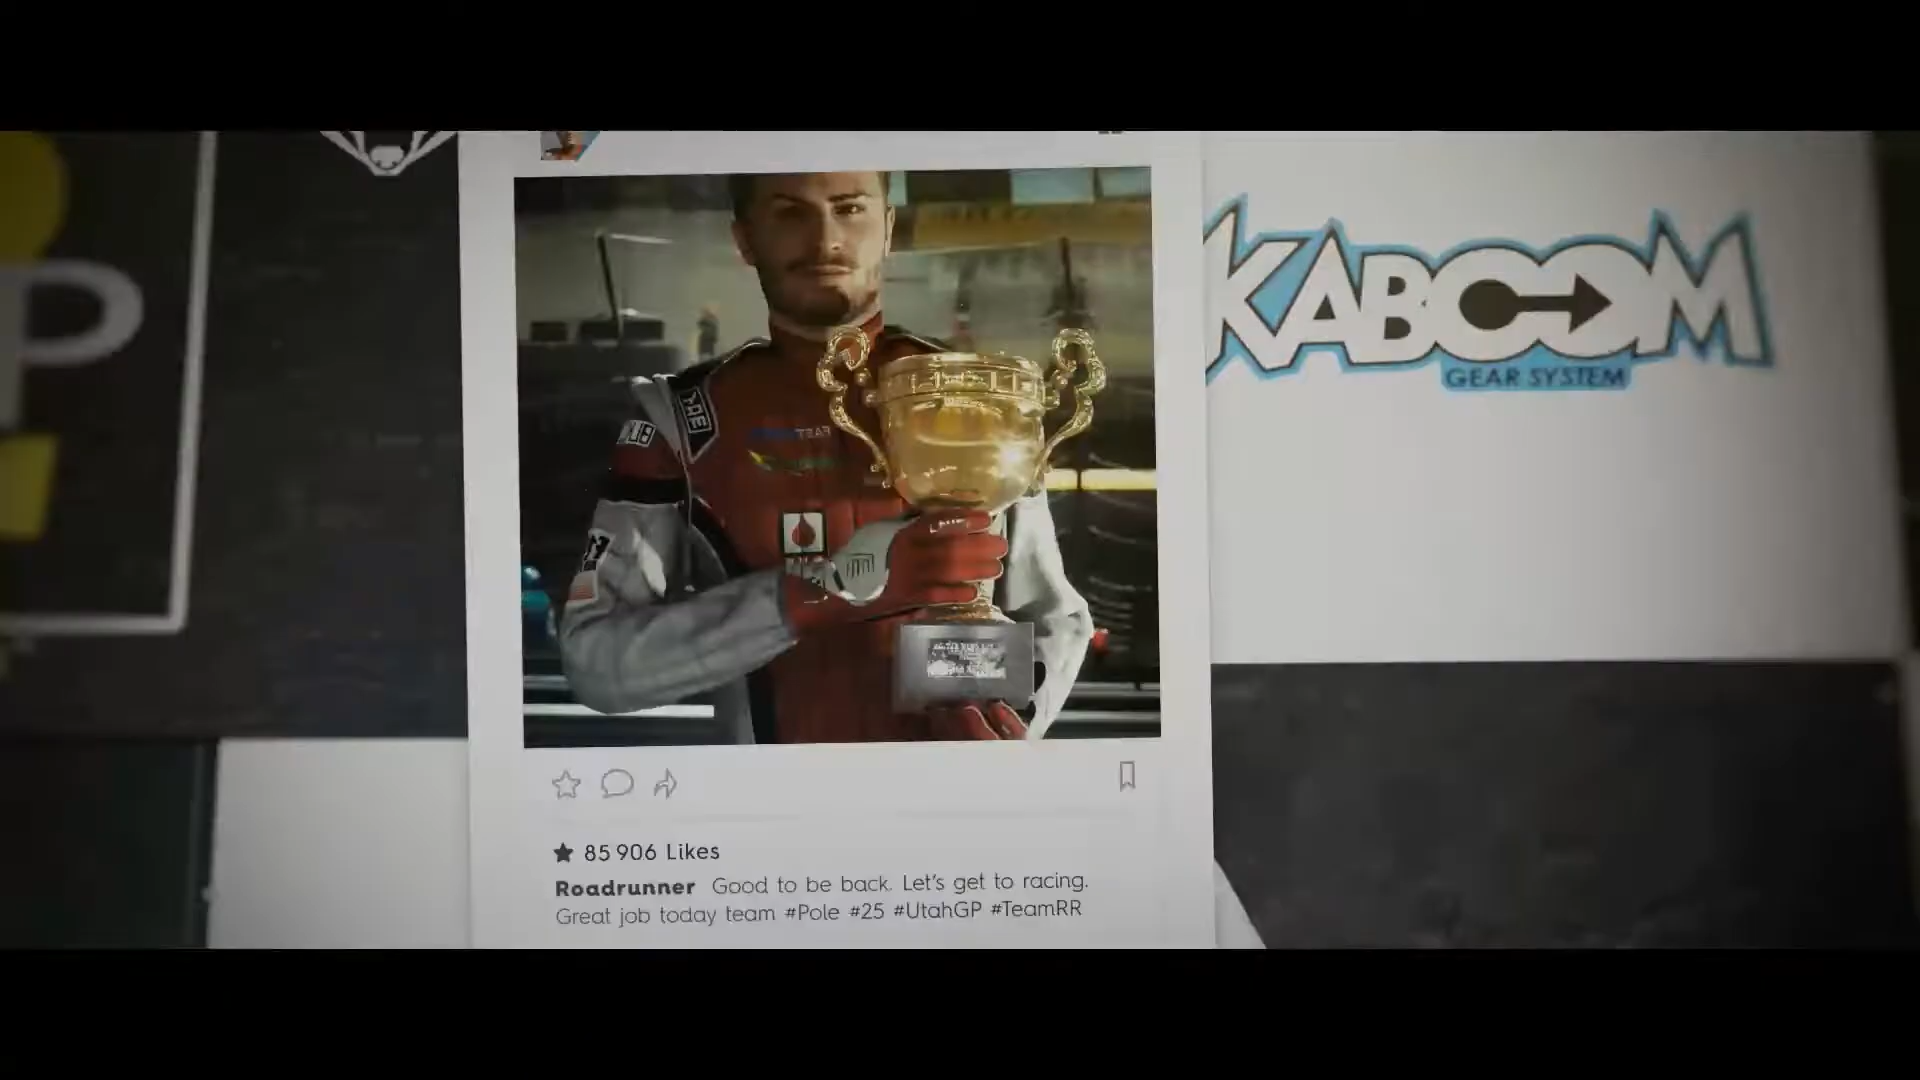 P
KABOOM
GEAR SYSTEM
85 906 Likes
Roadrunner Good to be back. Let's get to racing.
Great job today team #Pole #25 #UtahGP #TeamRR